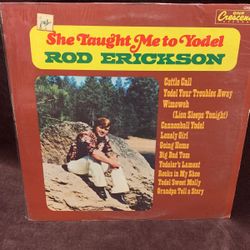 She Taught Me to Yodel
ROD ERICKSON
Crescent
Cattle Call
Yodel Your Troubles Away
Wimoweh
(Lion Sleeps Tonight)
Cannonball Yodel
Lonely Girl
Going Home
Big Bad Tom
Yodeler's Lament
Rocks in My Shoe
Yodel Sweet Molly
Grandpa Tell a Story